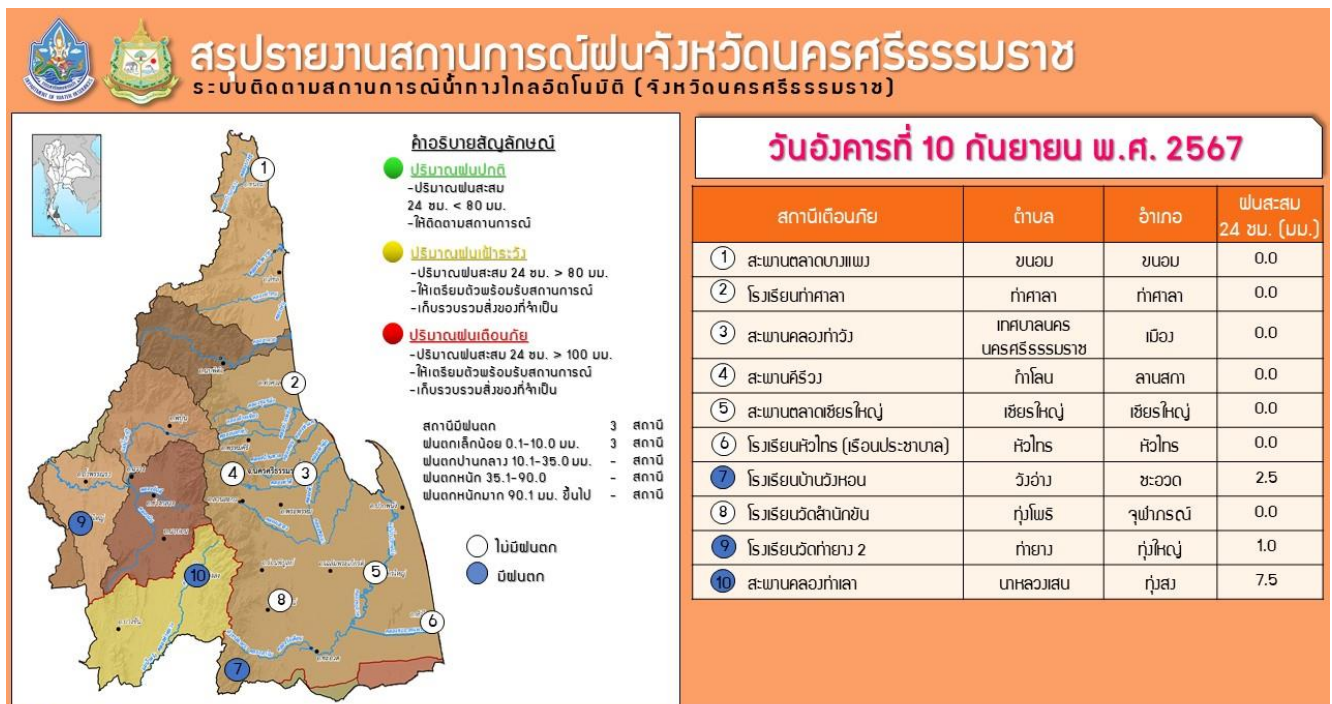 สรุปรายงานสถานการณ์ฝนจังหวัดนครศรีธรรมราช
ระบบติดตามสถานการณ์น้ำทางไกลอัตโนมัติ (จังหวัดนครศรีธรรมราช)
คำอธิบายสัญลักษณ์
ปริมาณฝนปกติ
-ปริมาณฝนสะสม
24 ชม. < 80 มม.
-ให้ติดตามสถานการณ์
ปริมาณฝนเฝ้าระวัง
-ปริมาณฝนสะสม 24 ชม. > 80 มม.
-ให้เตรียมตัวพร้อมรับสถานการณ์
-เก็บรวบรวมสิ่งของที่จำเป็น
ปริมาณฝนเตือนภัย
-ปริมาณฝนสะสม 24 ชม. > 100 มม.
-ให้เตรียมตัวพร้อมรับสถานการณ์
-เก็บรวบรวมสิ่งของที่จำเป็น
สถานีมีฝนตก 3 สถานี
ฝนตกเล็กน้อย 0.1-10.0 มม. 3 สถานี
ฝนตกปานกลาง 10.1-35.0 มม. - สถานี
ฝนตกหนัก 35.1-90.0 - สถานี
ฝนตกหนักมาก 90.1 มม. ขึ้นไป - สถานี
ไม่มีฝนตก
มีฝนตก
1
2
4 3
9
10
5
8
6
7
วันอังคารที่ 10 กันยายน พ.ศ. 2567
สถานีเตือนภัย ตำบล อำเภอ ฝนสะสม
24 ชม. (มม.)
1 สะพานตลาดบางแพง ขนอม ขนอม 0.0
2 โรงเรียนท่าศาลา ท่าศาลา ท่าศาลา 0.0
3 สะพานคลองท่าวัง เทศบาลนคร
นครศรีธรรมราช เมือง 0.0
4 สะพานคีรีวง กำโลน ลานสกา 0.0
5 สะพานตลาดเชียรใหญ่ เชียรใหญ่ เชียรใหญ่ 0.0
6 โรงเรียนหัวไทร (เรือนประชาบาล) หัวไทร หัวไทร 0.0
7 โรงเรียนบ้านวังหอน วังอ่าง ชะอวด 2.5
8 โรงเรียนวัดสำนักขัน ทุ่งโพธิ จุฬาภรณ์ 0.0
9 โรงเรียนวัดท่ายาง 2 ท่ายาง ทุ่งใหญ่ 1.0
10 สะพานคลองท่าเลา นาหลวงเสน ทุ่งสง 7.5